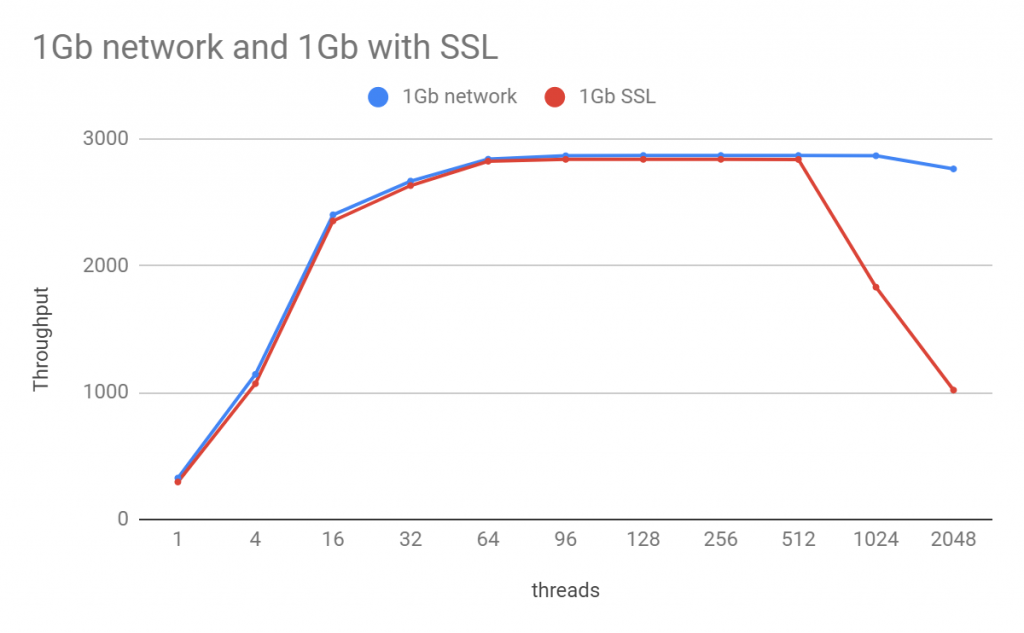 1Gb network and 1Gb with SSL
1Gb network 1Gb SSL
3000
2000
1000
0
Throughput
1 4 16 32 64 96 128 256 512 1024 2048
threads